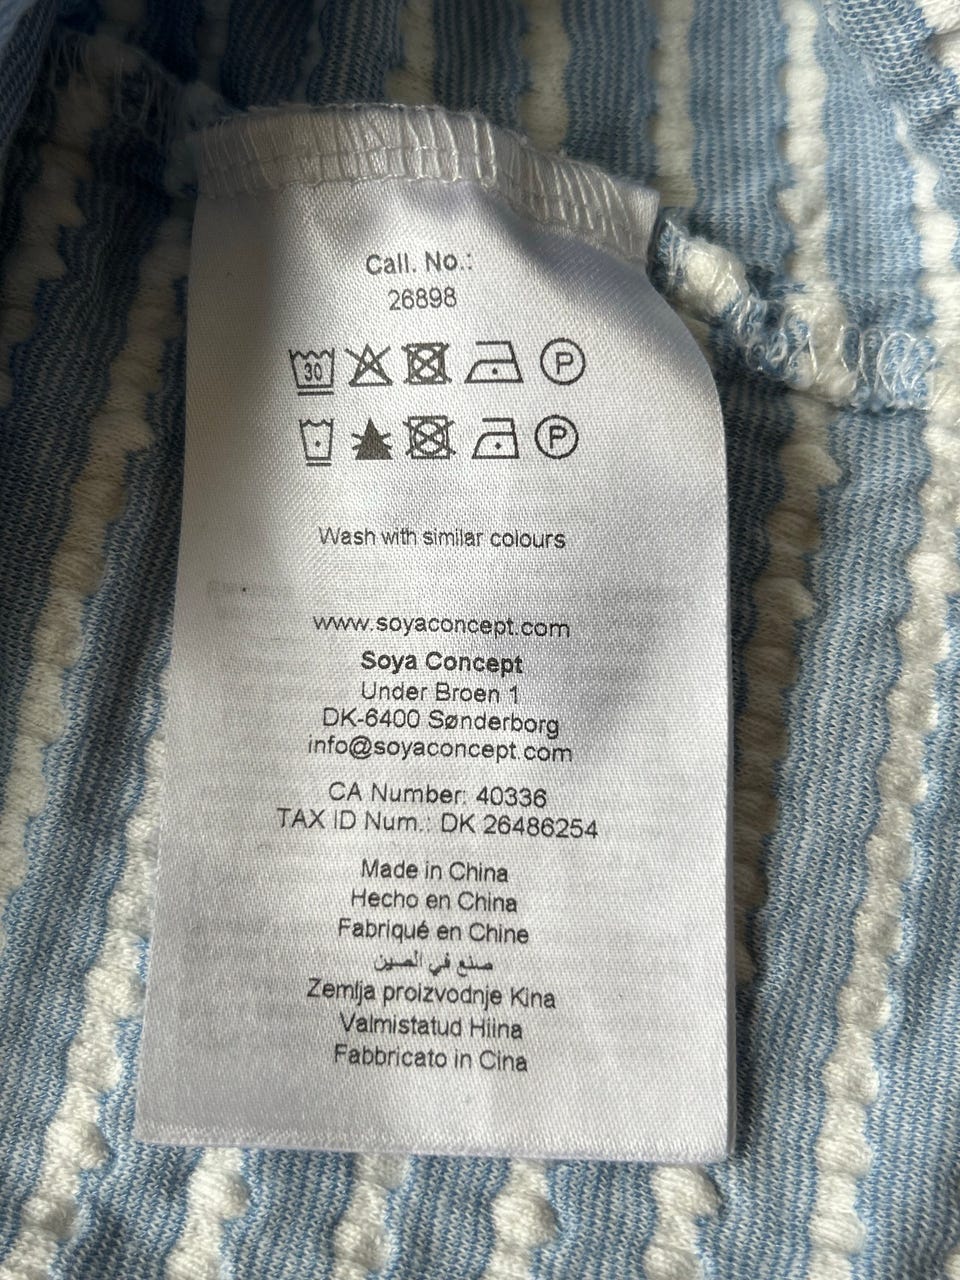 Call. No.:
26898
30 P
P
Wash with similar colours
www.soyaconcept.com
Soya Concept
Under Broen 1
DK-6400 Sønderborg
info@soyaconcept.com
CA Number: 40336
TAX ID Num.: DK 26486254
Made in China
Hecho en China
Fabriqué en Chine
صنع في الصين
Zemlja proizvodnje Kina
Valmistatud Hiina
Fabbricato in Cina